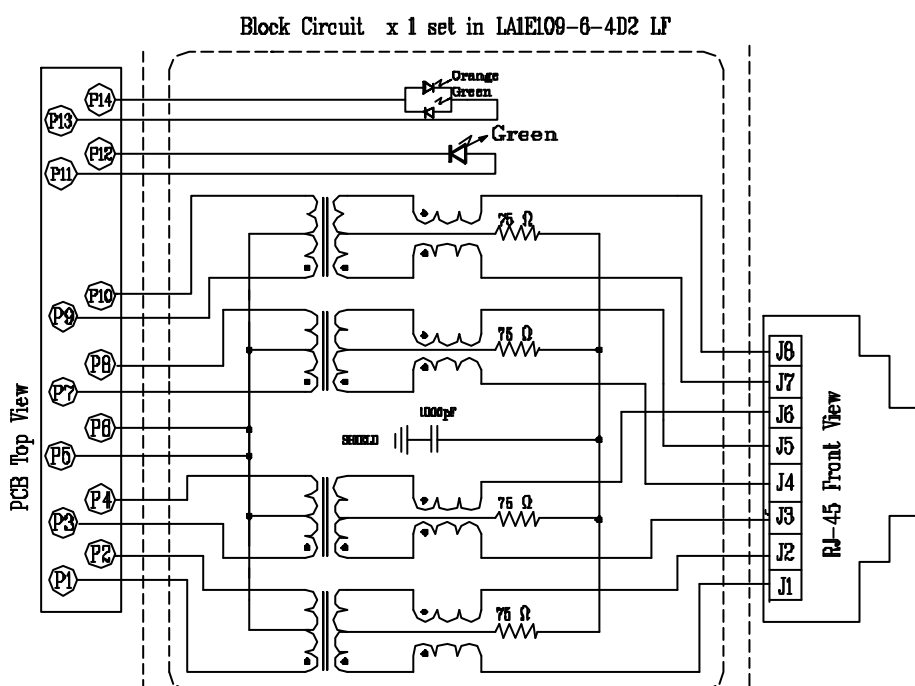 Block Circuit x 1 set in LA1E109-6-4D2 LF
Orange
P14
Green
P13
Green
P12
P11
75 Ω
P10
P9
75 Ω
J8
P8
J7
P7
1000pF
J6
P6
SHIELD
J5
P5
J4
P4
75 Ω
J3
P3
J2
P2
J1
P1
75 Ω
PCB Top View
RJ-45 Front View